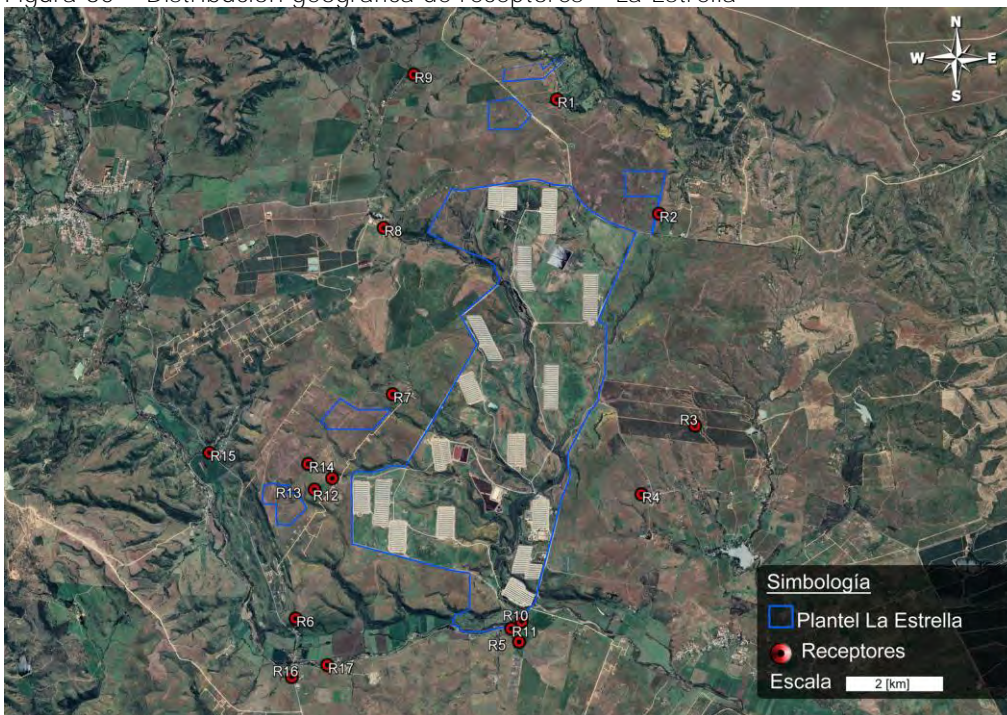 Figura 30 - Distribución geográfica de receptores - La Estrella
N
W E
S
R9
R1
R2
R8
R7
R3
R15
R14
R13
R12
R4
R6
R10
R11
R5
R17
R16
Simbología
Plantel La Estrella
Receptores
Escala 2 [km]